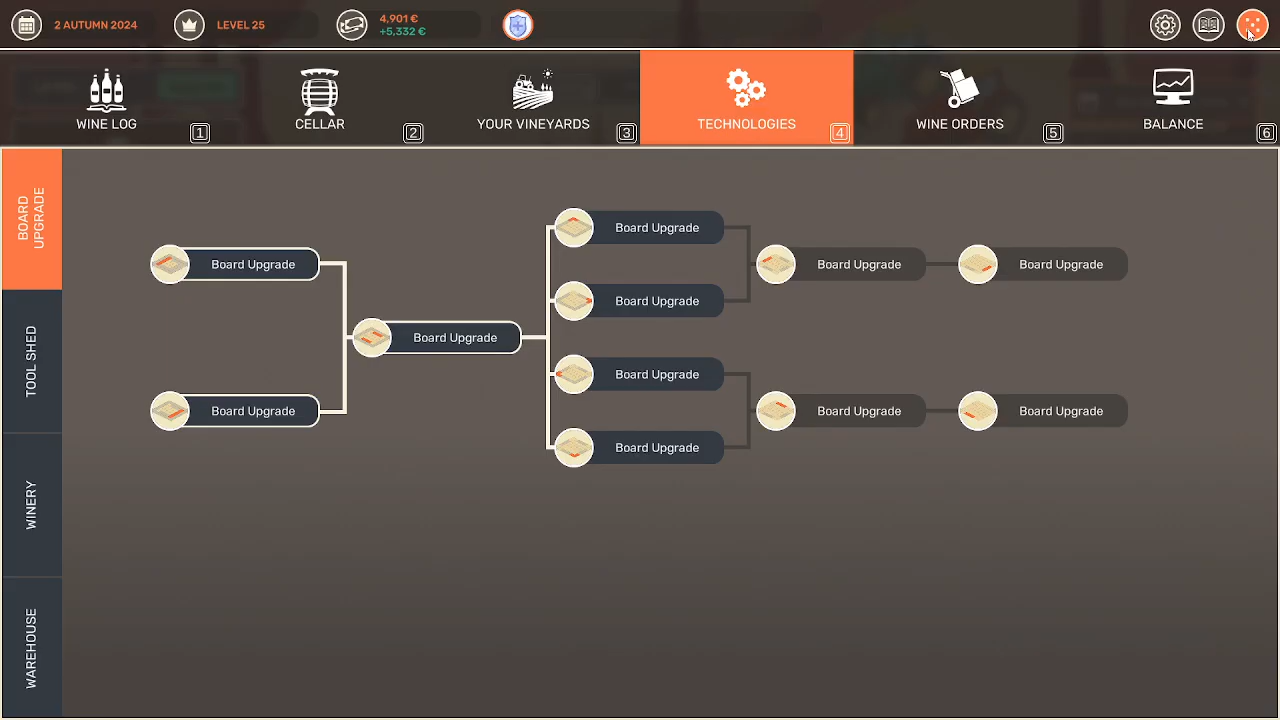 2 AUTUMN 2024
LEVEL 25
4,901 €
+5,332 €
WINE LOG
1
CELLAR
2
YOUR VINEYARDS
3
TECHNOLOGIES
4
WINE ORDERS
5
BALANCE
6
BOARD
UPGRADE
TOOL SHED
WINERY
WAREHOUSE
Board Upgrade
Board Upgrade
Board Upgrade
Board Upgrade
Board Upgrade
Board Upgrade
Board Upgrade
Board Upgrade
Board Upgrade
Board Upgrade
Board Upgrade